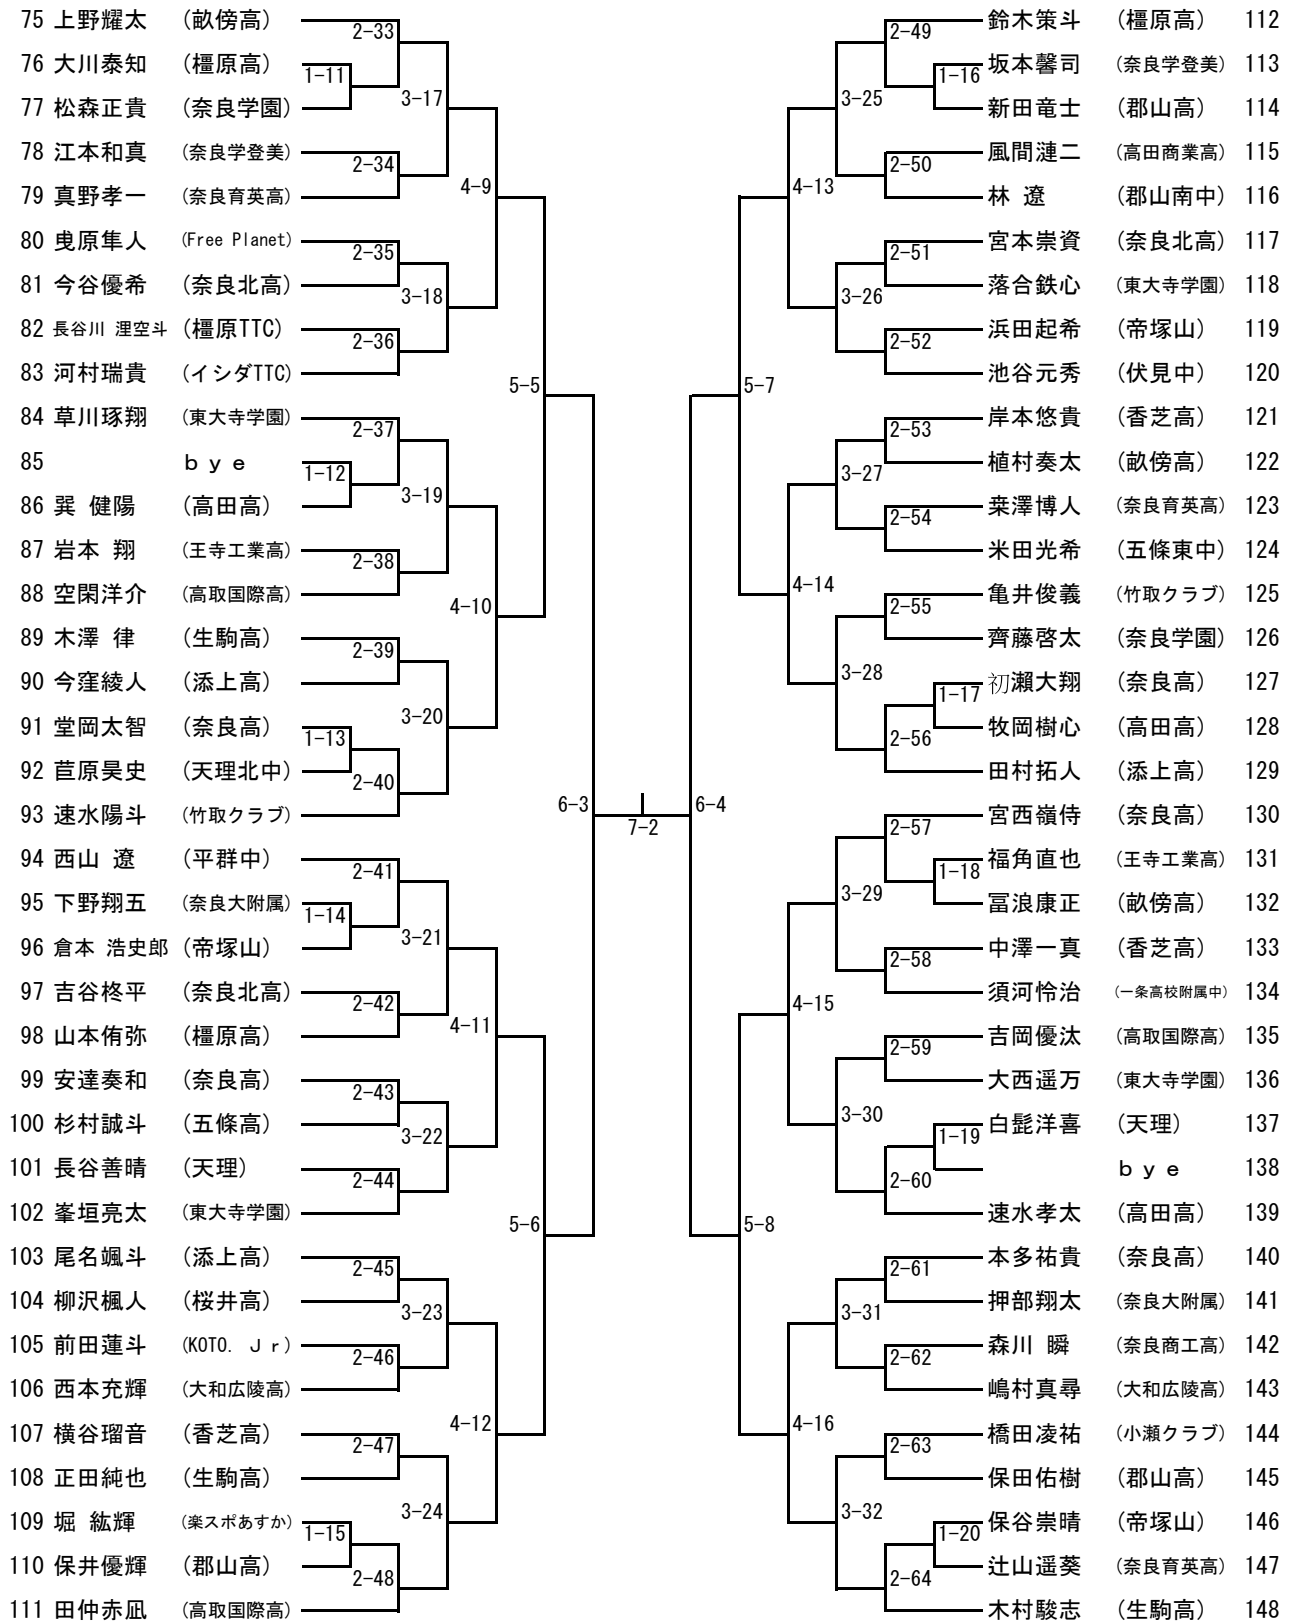 75 上野耀太 (畝傍高)
76 大川泰知 (橿原高)
77 松森正貴 (奈良学園)
78 江本和真 (奈良学登美)
79 真野孝一 (奈良育英高)
80 曵原隼人 (Free Planet)
81 今谷優希 (奈良北高)
82 長谷川 浬空斗 (橿原TTC)
83 河村瑞貴 (イシダTTC)
84 草川琢翔 (東大寺学園)
85 bye
86 巽 健陽 (高田高)
87 岩本 翔 (王寺工業高)
88 空閑洋介 (高取国際高)
89 木澤 律 (生駒高)
90 今窪綾人 (添上高)
91 堂岡太智 (奈良高)
92 苣原昊史 (天理北中)
93 速水陽斗 (竹取クラブ)
94 西山 遼 (平群中)
95 下野翔五 (奈良大附属)
96 倉本 浩史郎 (帝塚山)
97 吉谷柊平 (奈良北高)
98 山本侑弥 (橿原高)
99 安達奏和 (奈良高)
100 杉村誠斗 (五條高)
101 長谷善晴 (天理)
102 峯垣亮太 (東大寺学園)
103 尾名颯斗 (添上高)
104 柳沢楓人 (桜井高)
105 前田蓮斗 (KOTO. Jr)
106 西本充輝 (大和広陵高)
107 横谷瑠音 (香芝高)
108 正田純也 (生駒高)
109 堀 紘輝 (楽スポあすか)
110 保井優輝 (郡山高)
111 田仲赤凪 (高取国際高)
1-11
1-12
1-13
1-14
1-15
2-33
2-34
2-35
2-36
2-37
2-38
2-39
2-40
2-41
2-42
2-43
2-44
2-45
2-46
2-47
2-48
3-17
3-18
3-19
3-20
3-21
3-22
3-23
3-24
4-9
4-10
4-11
4-12
5-5
5-6
6-3
7-2
6-4
5-7
5-8
4-13
4-14
4-15
4-16
3-25
3-26
3-27
3-28
3-29
3-30
3-31
3-32
2-49
2-50
2-51
2-52
2-53
2-54
2-55
2-56
2-57
2-58
2-59
2-60
2-61
2-62
2-63
2-64
1-16
1-17
1-18
1-19
1-20
鈴木策斗 (橿原高) 112
坂本馨司 (奈良学登美) 113
新田竜士 (郡山高) 114
風間漣二 (高田商業高) 115
林 遼 (郡山南中) 116
宮本崇資 (奈良北高) 117
落合鉄心 (東大寺学園) 118
浜田起希 (帝塚山) 119
池谷元秀 (伏見中) 120
岸本悠貴 (香芝高) 121
植村奏太 (畝傍高) 122
桒澤博人 (奈良育英高) 123
米田光希 (五條東中) 124
亀井俊義 (竹取クラブ) 125
齊藤啓太 (奈良学園) 126
初瀨大翔 (奈良高) 127
牧岡樹心 (高田高) 128
田村拓人 (添上高) 129
宮西嶺侍 (奈良高) 130
福角直也 (王寺工業高) 131
冨浪康正 (畝傍高) 132
中澤一真 (香芝高) 133
須河怜治 (一条高校附属中) 134
吉岡優汰 (高取国際高) 135
大西遥万 (東大寺学園) 136
白髭洋喜 (天理) 137
bye 138
速水孝太 (高田高) 139
本多祐貴 (奈良高) 140
押部翔太 (奈良大附属) 141
森川 瞬 (奈良商工高) 142
嶋村真尋 (大和広陵高) 143
橋田凌祐 (小瀬クラブ) 144
保田佑樹 (郡山高) 145
保谷崇晴 (帝塚山) 146
辻山遥葵 (奈良育英高) 147
木村駿志 (生駒高) 148